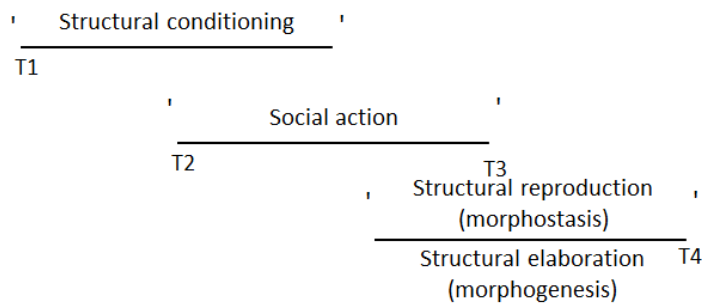 Structural conditioning
T1
Social action
T2
T3
Structural reproduction
(morphostasis)
T4
Structural elaboration
(morphogenesis)